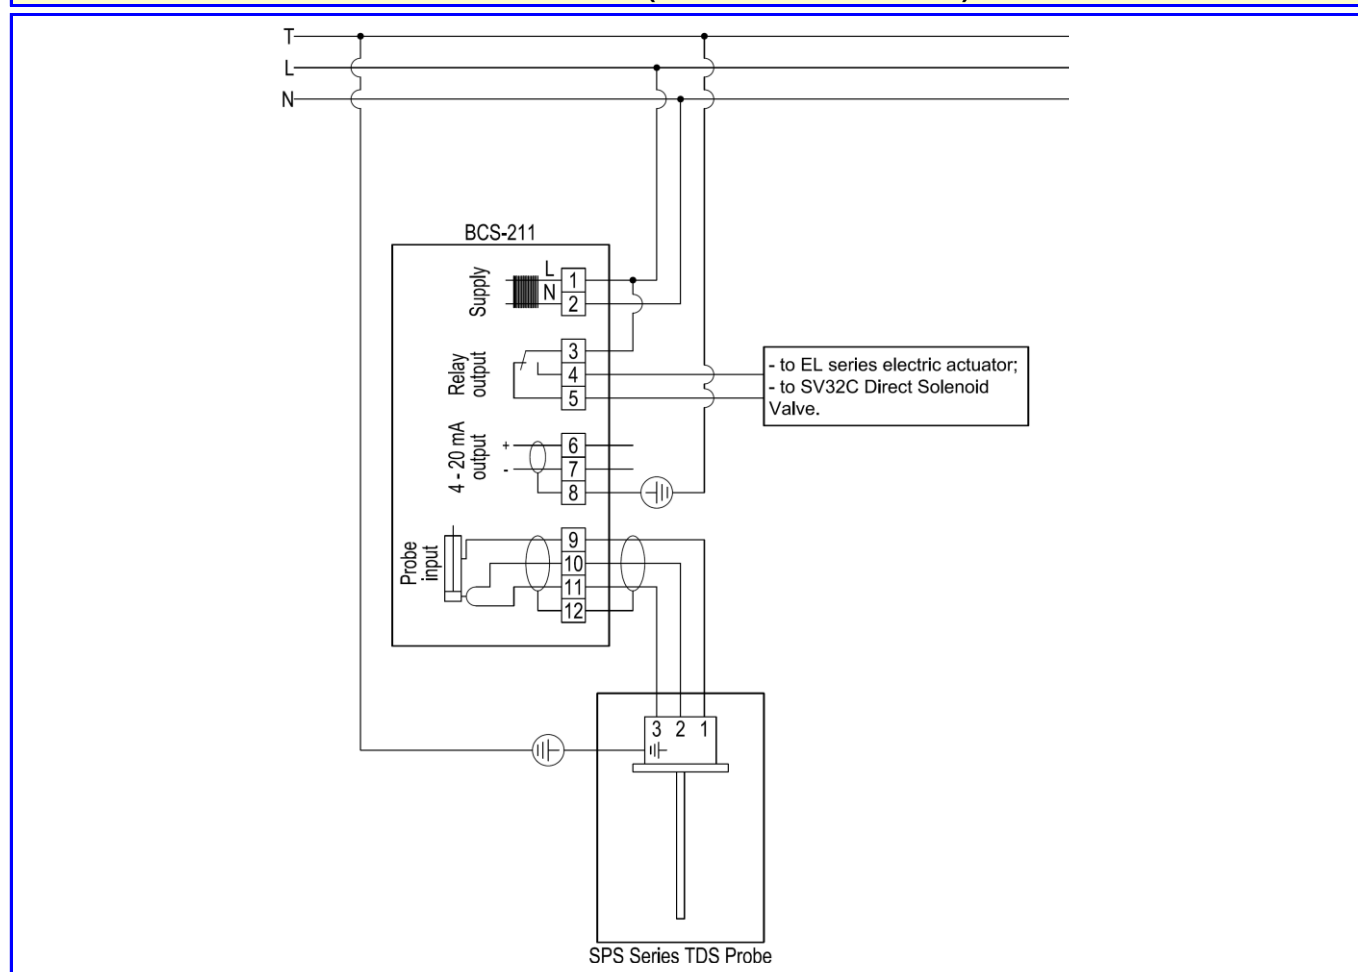 T
L
N
BCS-211
Supply
L
N
1
2
Relay
output
3
4
5
- to EL series electric actuator;
- to SV32C Direct Solenoid
Valve.
4 - 20 mA
output
+
-
6
7
8
Probe
input
9
10
11
12
3 2 1
SPS Series TDS Probe